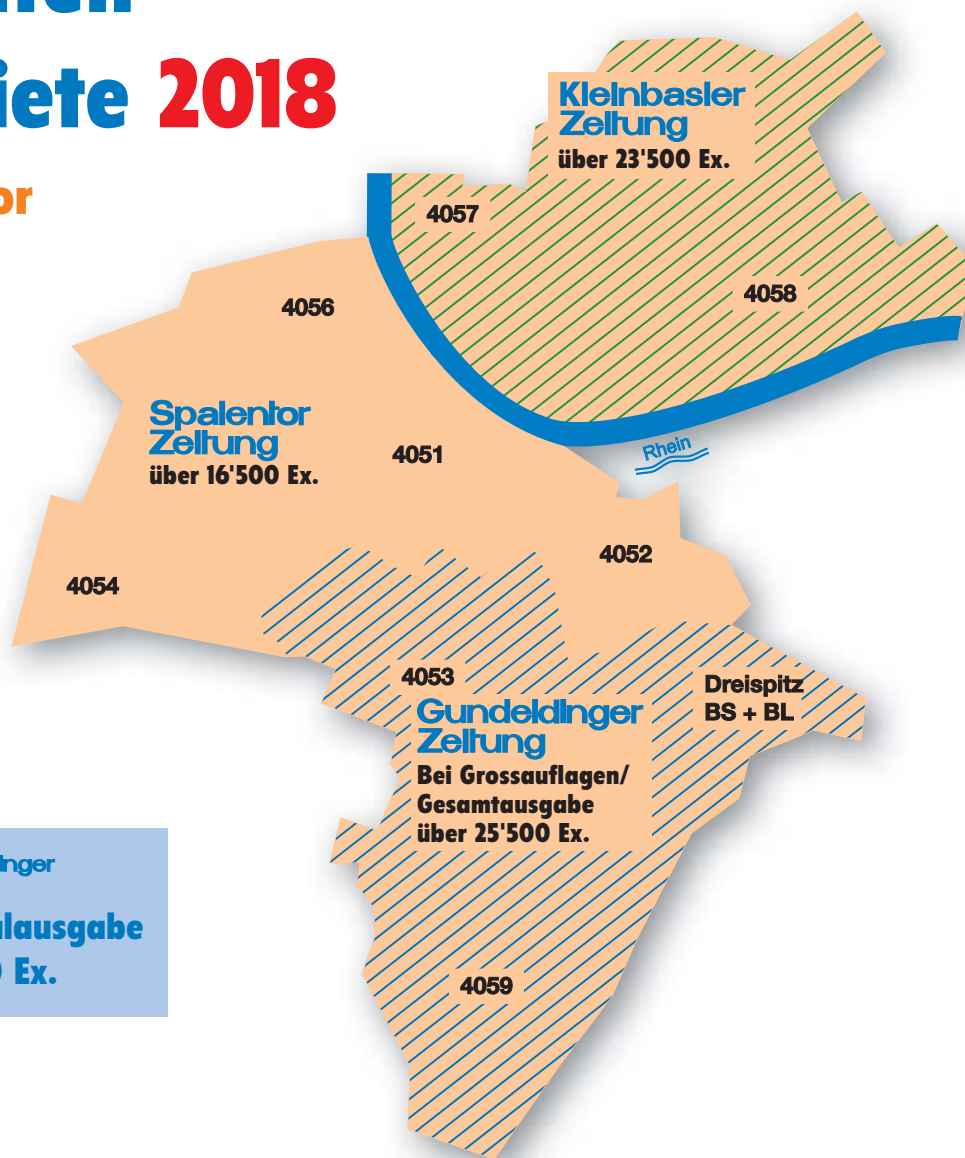 iete 2018
or
Kleinbasler
Zeitung
über 23'500 Ex.
4057
4058
4056
Spalentor
Zeitung
über 16'500 Ex.
4051
Rhein
4052
4054
4053
Dreispitz
BS + BL
Gundeldinger
Zeitung
Bei Grossauflagen/
Gesamtausgabe
über 25'500 Ex.
inger
lausgabe
Ex.
4059